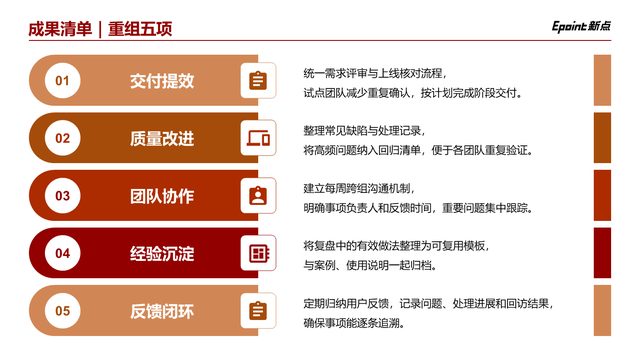 成果清单｜重组五项
Epoint新点
01
交付提效
统一需求评审与上线核对流程，
试点团队减少重复确认，按计划完成阶段交付。
02
质量改进
整理常见缺陷与处理记录，
将高频问题纳入回归清单，便于各团队重复验证。
03
团队协作
建立每周跨组沟通机制，
明确事项负责人和反馈时间，重要问题集中跟踪。
04
经验沉淀
将复盘中的有效做法整理为可复用模板，
与案例、使用说明一起归档。
05
反馈闭环
定期归纳用户反馈，记录问题、处理进展和回访结果，
确保事项能逐条追溯。